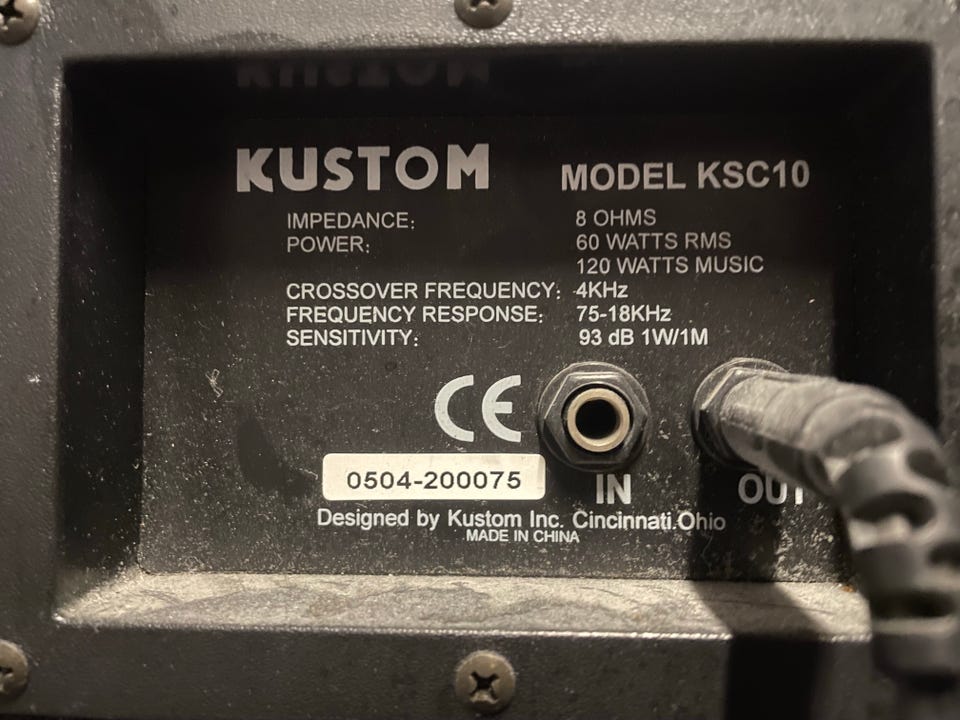 KUSTOM MODEL KSC10
IMPEDANCE: 8 OHMS
POWER: 60 WATTS RMS
120 WATTS MUSIC
CROSSOVER FREQUENCY: 4KHz
FREQUENCY RESPONSE: 75-18KHz
SENSITIVITY: 93 dB 1W/1M
CE
0504-200075
IN OUT
Designed by Kustom Inc. Cincinnati.Ohio
MADE IN CHINA